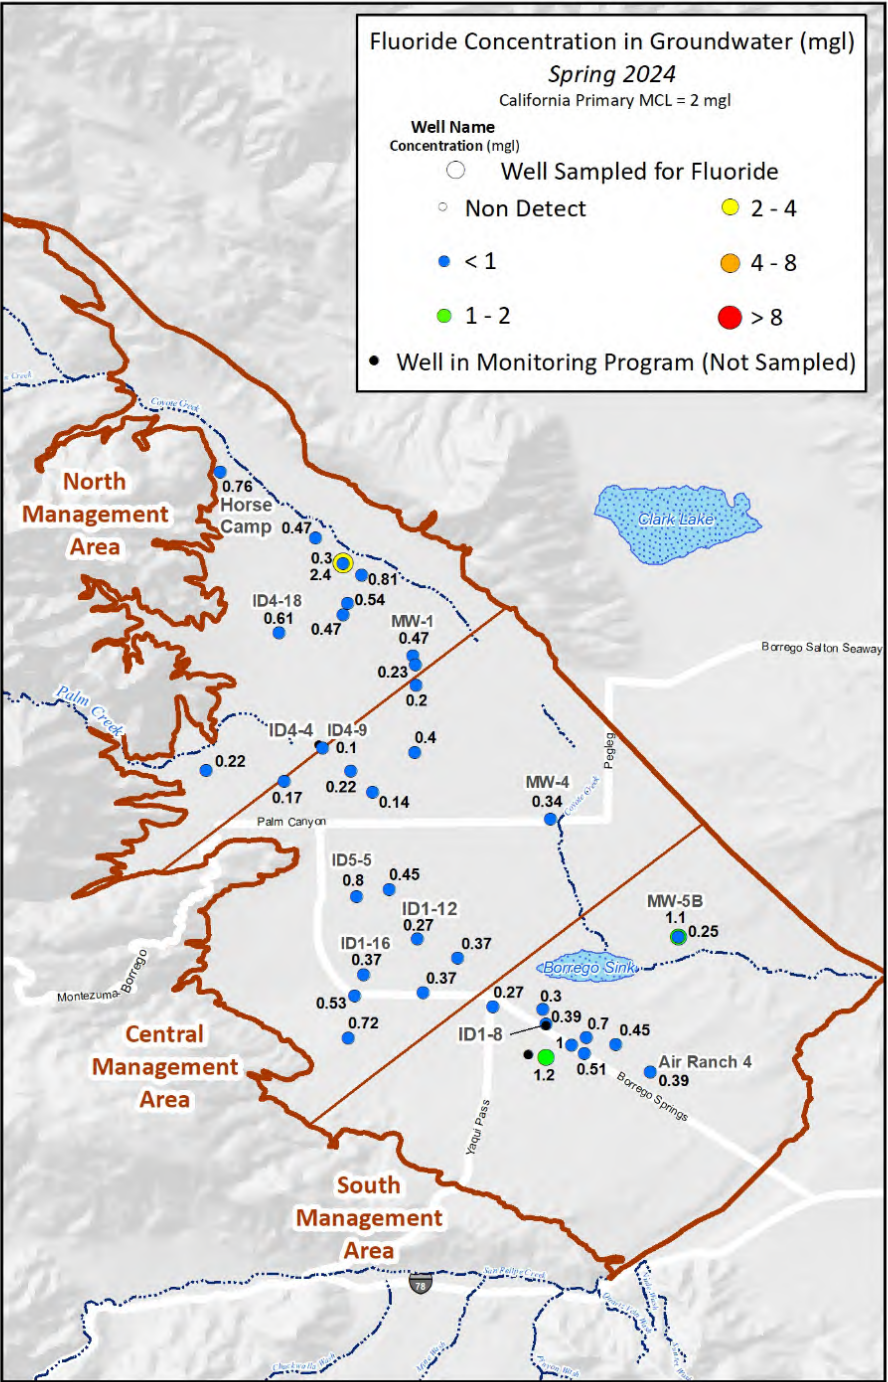 Fluoride Concentration in Groundwater (mgl)
Spring 2024
California Primary MCL = 2 mgl
Well Name
Concentration (mgl)
Well Sampled for Fluoride
Non Detect
2 - 4
< 1
4 - 8
1 - 2
> 8
Well in Monitoring Program (Not Sampled)
Creek
Coyote Creek
North
Management
Area
0.76
Horse
Camp
0.47
Clark Lake
0.3
2.4
0.81
ID4-18
0.61
0.54
0.47
MW-1
0.47
0.23
0.2
Borrego Salton Seaway
Palm Creek
ID4-4
ID4-9
0.1
0.4
Pegleg
0.22
0.17
0.22
0.14
MW-4
0.34
Coyote Creek
Palm Canyon
ID5-5
0.8
0.45
ID1-12
0.27
MW-5B
1.1
0.25
ID1-16
0.37
0.37
0.37
Borrego Sink
Montezuma-Borrego
0.53
0.27
0.3
0.39
ID1-8
0.72
0.7
0.45
1
0.51
1.2
Air Ranch 4
0.39
Central
Management
Area
Borrego Springs
Yaqui Pass
South
Management
Area
San Felipe Creek
78
Chuckwalla Wash